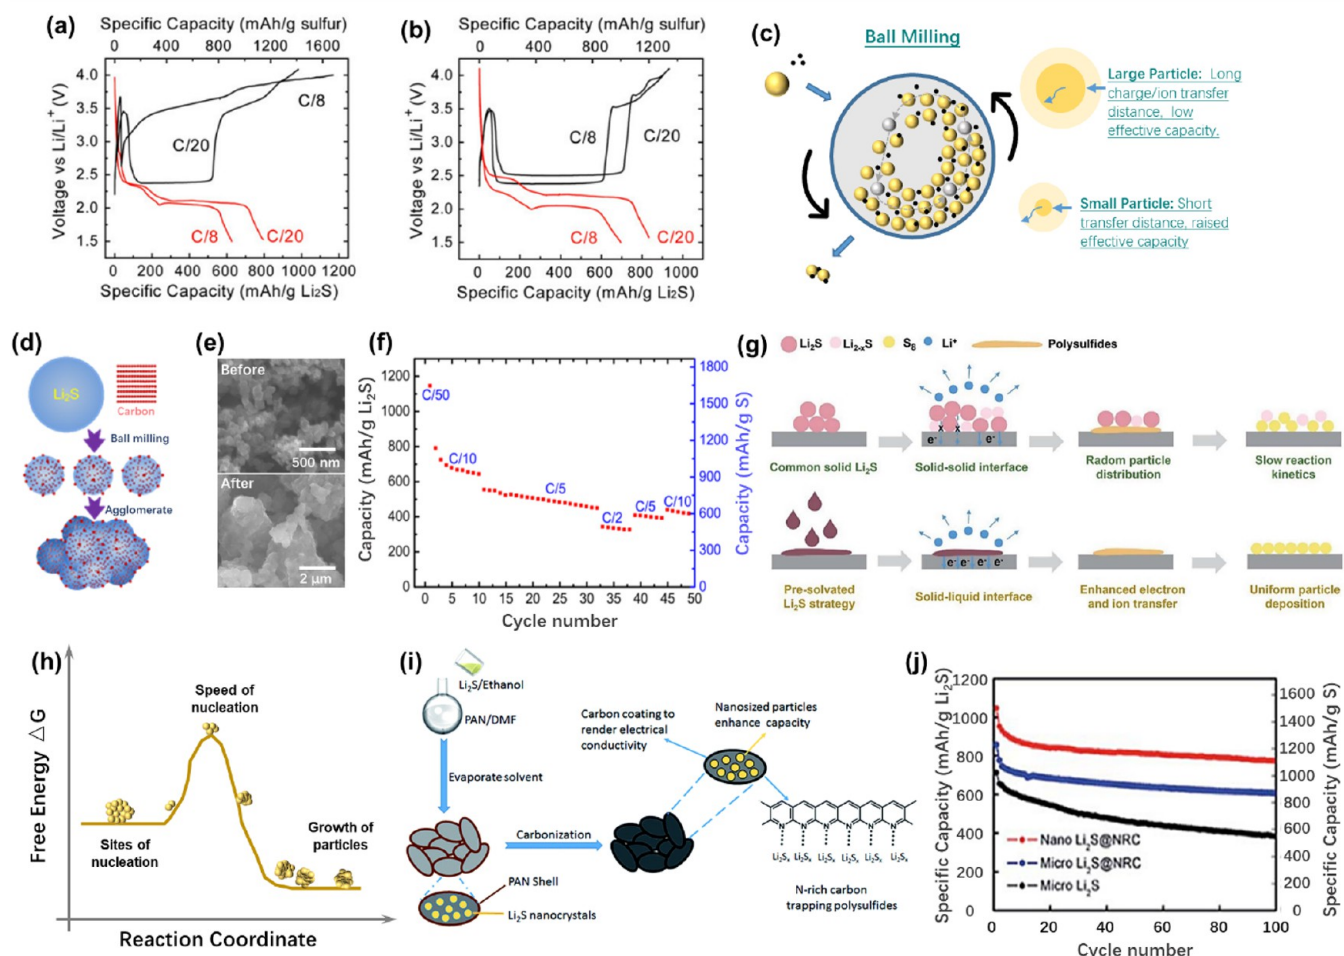 (a)
Specific Capacity (mAh/g sulfur)
0 400 800 1200 1600
Voltage vs Li/Li⁺ (V)
4.0
3.5
3.0
2.5
2.0
1.5
C/8
C/20
C/8
C/20
0 200 400 600 800 1000 1200
Specific Capacity (mAh/g Li₂S)
(b)
Specific Capacity (mAh/g sulfur)
0 400 800 1200
Voltage vs Li/Li⁺ (V)
4.0
3.5
3.0
2.5
2.0
1.5
C/8
C/20
C/8
C/20
0 200 400 600 800 1000
Specific Capacity (mAh/g Li₂S)
(c)
Ball Milling
Large Particle: Long
charge/ion transfer
distance, low
effective capacity.
Small Particle: Short
transfer distance, raised
effective capacity
(d)
Li₂S
Carbon
Ball milling
Agglomerate
(e)
Before
500 nm
After
2 µm
(f)
Capacity (mAh/g Li₂S)
1200
1000
800
600
400
200
0
C/50
C/10
C/5
C/2
C/5
C/10
1800
1500
1200
900
600
300
0
Capacity (mAh/g S)
0 5 10 15 20 25 30 35 40 45 50
Cycle number
(g)
Li₂S Li₂₋ₓS S₈ Li⁺ Polysulfides
x x
e⁻ e⁻
Common solid Li₂S
Solid-solid interface
Radom particle
distribution
Slow reaction
kinetics
e⁻ e⁻ e⁻ e⁻
Pre-solvated
Li₂S strategy
Solid-liquid interface
Enhanced electron
and ion transfer
Uniform particle
deposition
(h)
Free Energy △G
Speed of
nucleation
Sites of
nucleation
Growth of
particles
Reaction Coordinate
(i)
Li₂S/Ethanol
PAN/DMF
Evaporate solvent
Carbonization
PAN Shell
Li₂S nanocrystals
Carbon coating to
render electrical
conductivity
Nanosized particles
enhance capacity
N N N N N N
Li₂Sₓ Li₂Sₓ Li₂Sₓ Li₂Sₓ Li₂Sₓ Li₂Sₓ
N-rich carbon
trapping polysulfides
(j)
Specific Capacity (mAh/g Li₂S)
1200
1000
800
600
400
200
0
Nano Li₂S@NRC
Micro Li₂S@NRC
Micro Li₂S
1600
1400
1200
1000
800
600
400
200
0
Specific Capacity (mAh/g S)
0 20 40 60 80 100
Cycle number